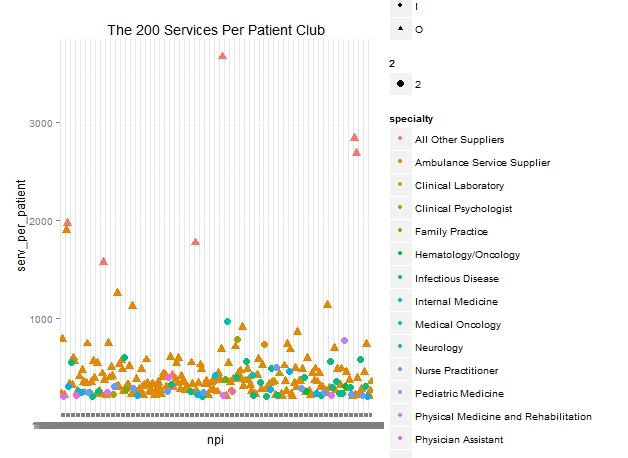 The 200 Services Per Patient Club
serv_per_patient
3000
2000
1000
npi
I
O
2
2
specialty
All Other Suppliers
Ambulance Service Supplier
Clinical Laboratory
Clinical Psychologist
Family Practice
Hematology/Oncology
Infectious Disease
Internal Medicine
Medical Oncology
Neurology
Nurse Practitioner
Pediatric Medicine
Physical Medicine and Rehabilitation
Physician Assistant